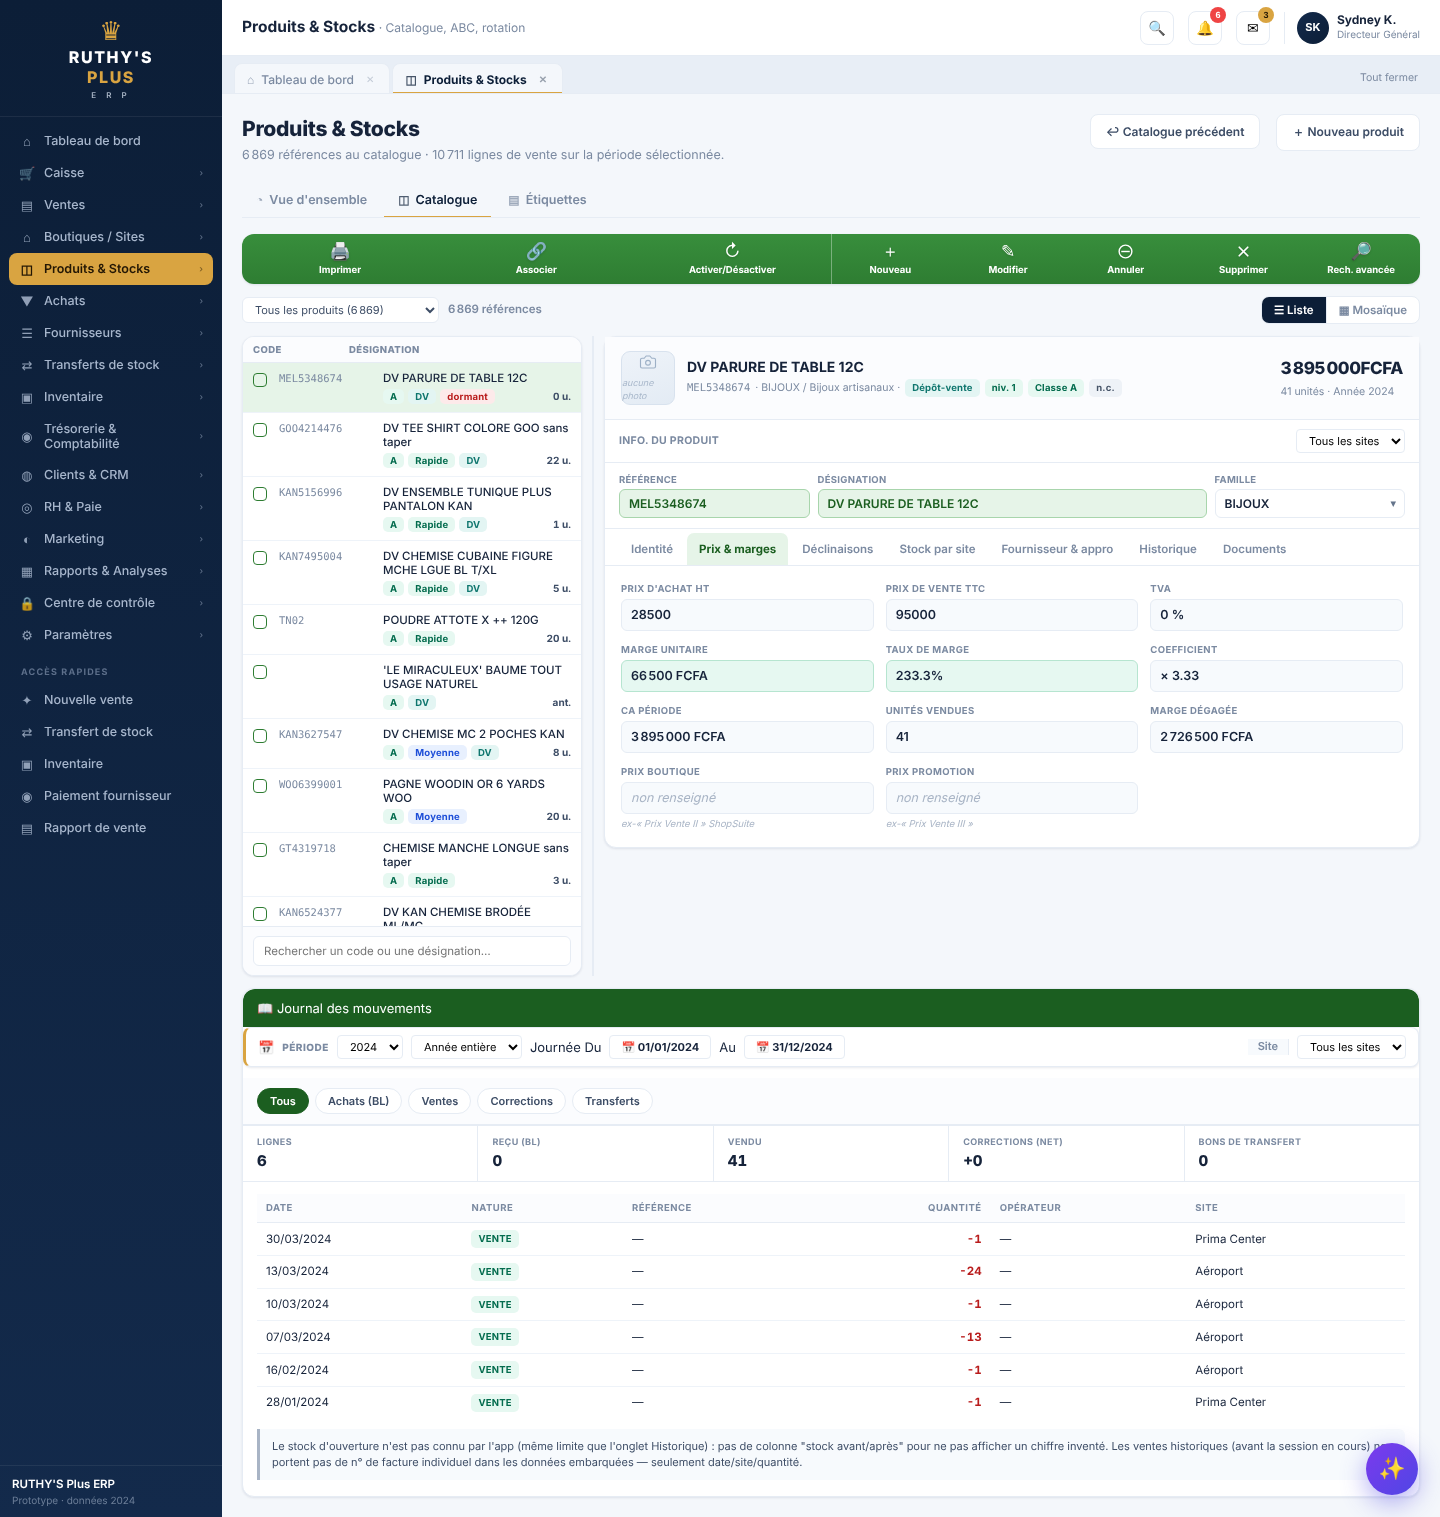 RUTHY'S
PLUS
E R P
Tableau de bord
Caisse
Ventes
Boutiques / Sites
Produits & Stocks
Achats
Fournisseurs
Transferts de stock
Inventaire
Trésorerie &
Comptabilité
Clients & CRM
RH & Paie
Marketing
Rapports & Analyses
Centre de contrôle
Paramètres
ACCÈS RAPIDES
Nouvelle vente
Transfert de stock
Inventaire
Paiement fournisseur
Rapport de vente
RUTHY'S Plus ERP
Prototype · données 2024
Produits & Stocks · Catalogue, ABC, rotation
6
3
SK
Sydney K.
Directeur Général
Tableau de bord ×
Produits & Stocks ×
Tout fermer
Produits & Stocks
6 869 références au catalogue · 10 711 lignes de vente sur la période sélectionnée.
↩ Catalogue précédent
+ Nouveau produit
Vue d'ensemble
Catalogue
Étiquettes
Imprimer
Associer
Activer/Désactiver
Nouveau
Modifier
Annuler
Supprimer
Rech. avancée
Tous les produits (6 869)
6 869 références
Liste
Mosaïque
CODE DÉSIGNATION
MEL5348674 DV PARURE DE TABLE 12C
A DV dormant 0 u.
GOO4214476 DV TEE SHIRT COLORE GOO sans
taper
A Rapide DV 22 u.
KAN5156996 DV ENSEMBLE TUNIQUE PLUS
PANTALON KAN
A Rapide DV 1 u.
KAN7495004 DV CHEMISE CUBAINE FIGURE
MCHE LGUE BL T/XL
A Rapide DV 5 u.
TN02 POUDRE ATTOTE X ++ 120G
A Rapide 20 u.
'LE MIRACULEUX' BAUME TOUT
USAGE NATUREL
A DV ant.
KAN3627547 DV CHEMISE MC 2 POCHES KAN
A Moyenne DV 8 u.
WOO6399001 PAGNE WOODIN OR 6 YARDS
WOO
A Moyenne 20 u.
GT4319718 CHEMISE MANCHE LONGUE sans
taper
A Rapide 3 u.
KAN6524377 DV KAN CHEMISE BRODÉE
ML/MC
Rechercher un code ou une désignation...
aucune
photo
DV PARURE DE TABLE 12C
MEL5348674 · BIJOUX / Bijoux artisanaux · Dépôt-vente niv. 1 Classe A n.c.
3 895 000FCFA
41 unités · Année 2024
INFO. DU PRODUIT
Tous les sites
RÉFÉRENCE DÉSIGNATION FAMILLE
MEL5348674 DV PARURE DE TABLE 12C BIJOUX
Identité Prix & marges Déclinaisons Stock par site Fournisseur & appro Historique Documents
PRIX D'ACHAT HT PRIX DE VENTE TTC TVA
28500 95000 0 %
MARGE UNITAIRE TAUX DE MARGE COEFFICIENT
66 500 FCFA 233.3% × 3.33
CA PÉRIODE UNITÉS VENDUES MARGE DÉGAGÉE
3 895 000 FCFA 41 2 726 500 FCFA
PRIX BOUTIQUE PRIX PROMOTION
non renseigné non renseigné
ex-« Prix Vente II » ShopSuite ex-« Prix Vente III »
Journal des mouvements
PÉRIODE 2024 Année entière Journée Du 01/01/2024 Au 31/12/2024 Site Tous les sites
Tous Achats (BL) Ventes Corrections Transferts
LIGNES REÇU (BL) VENDU CORRECTIONS (NET) BONS DE TRANSFERT
6 0 41 +0 0
DATE NATURE RÉFÉRENCE QUANTITÉ OPÉRATEUR SITE
30/03/2024 VENTE — -1 — Prima Center
13/03/2024 VENTE — -24 — Aéroport
10/03/2024 VENTE — -1 — Aéroport
07/03/2024 VENTE — -13 — Aéroport
16/02/2024 VENTE — -1 — Aéroport
28/01/2024 VENTE — -1 — Prima Center
Le stock d'ouverture n'est pas connu par l'app (même limite que l'onglet Historique) : pas de colonne "stock avant/après" pour ne pas afficher un chiffre inventé. Les ventes historiques (avant la session en cours)
portent pas de n° de facture individuel dans les données embarquées — seulement date/site/quantité.